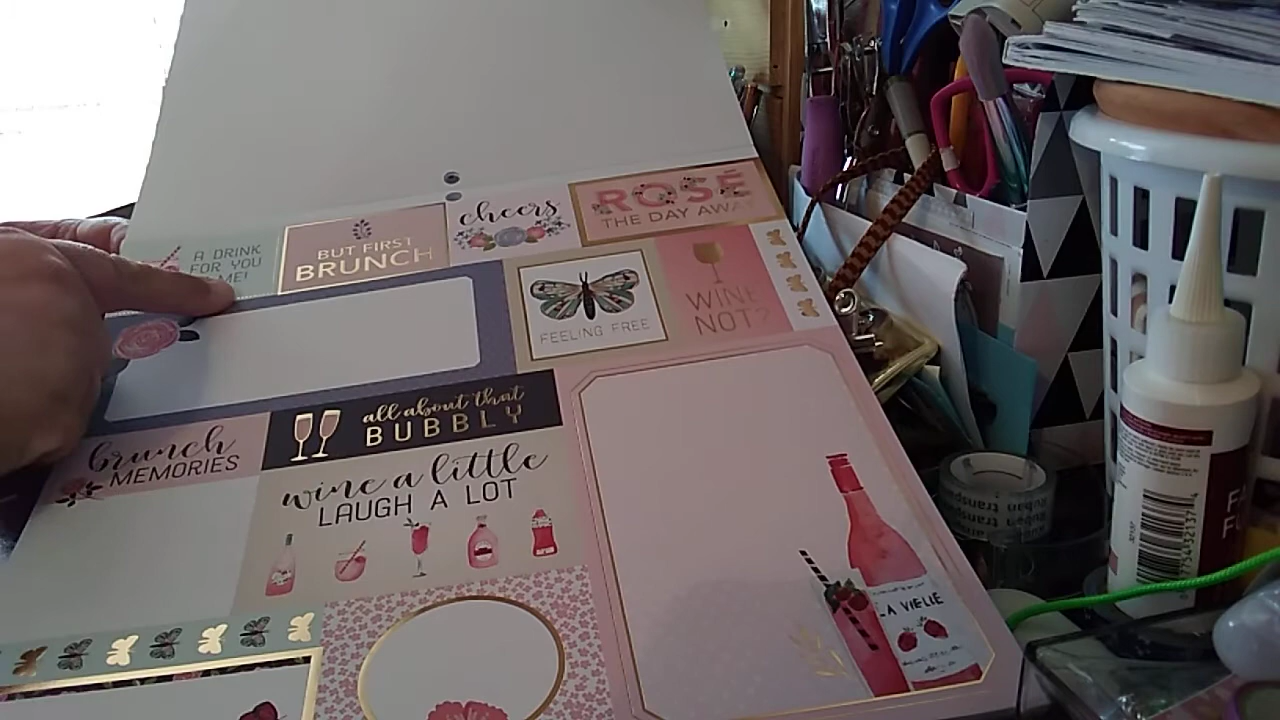 A DRINK
FOR YOU
ME!
BUT FIRST
BRUNCH
cheers
ROSÉ
THE DAY AWAY
FEELING FREE
WINE
NOT?
brunch
MEMORIES
all about that
BUBBLY
wine a little
LAUGH A LOT
LA VIELLE